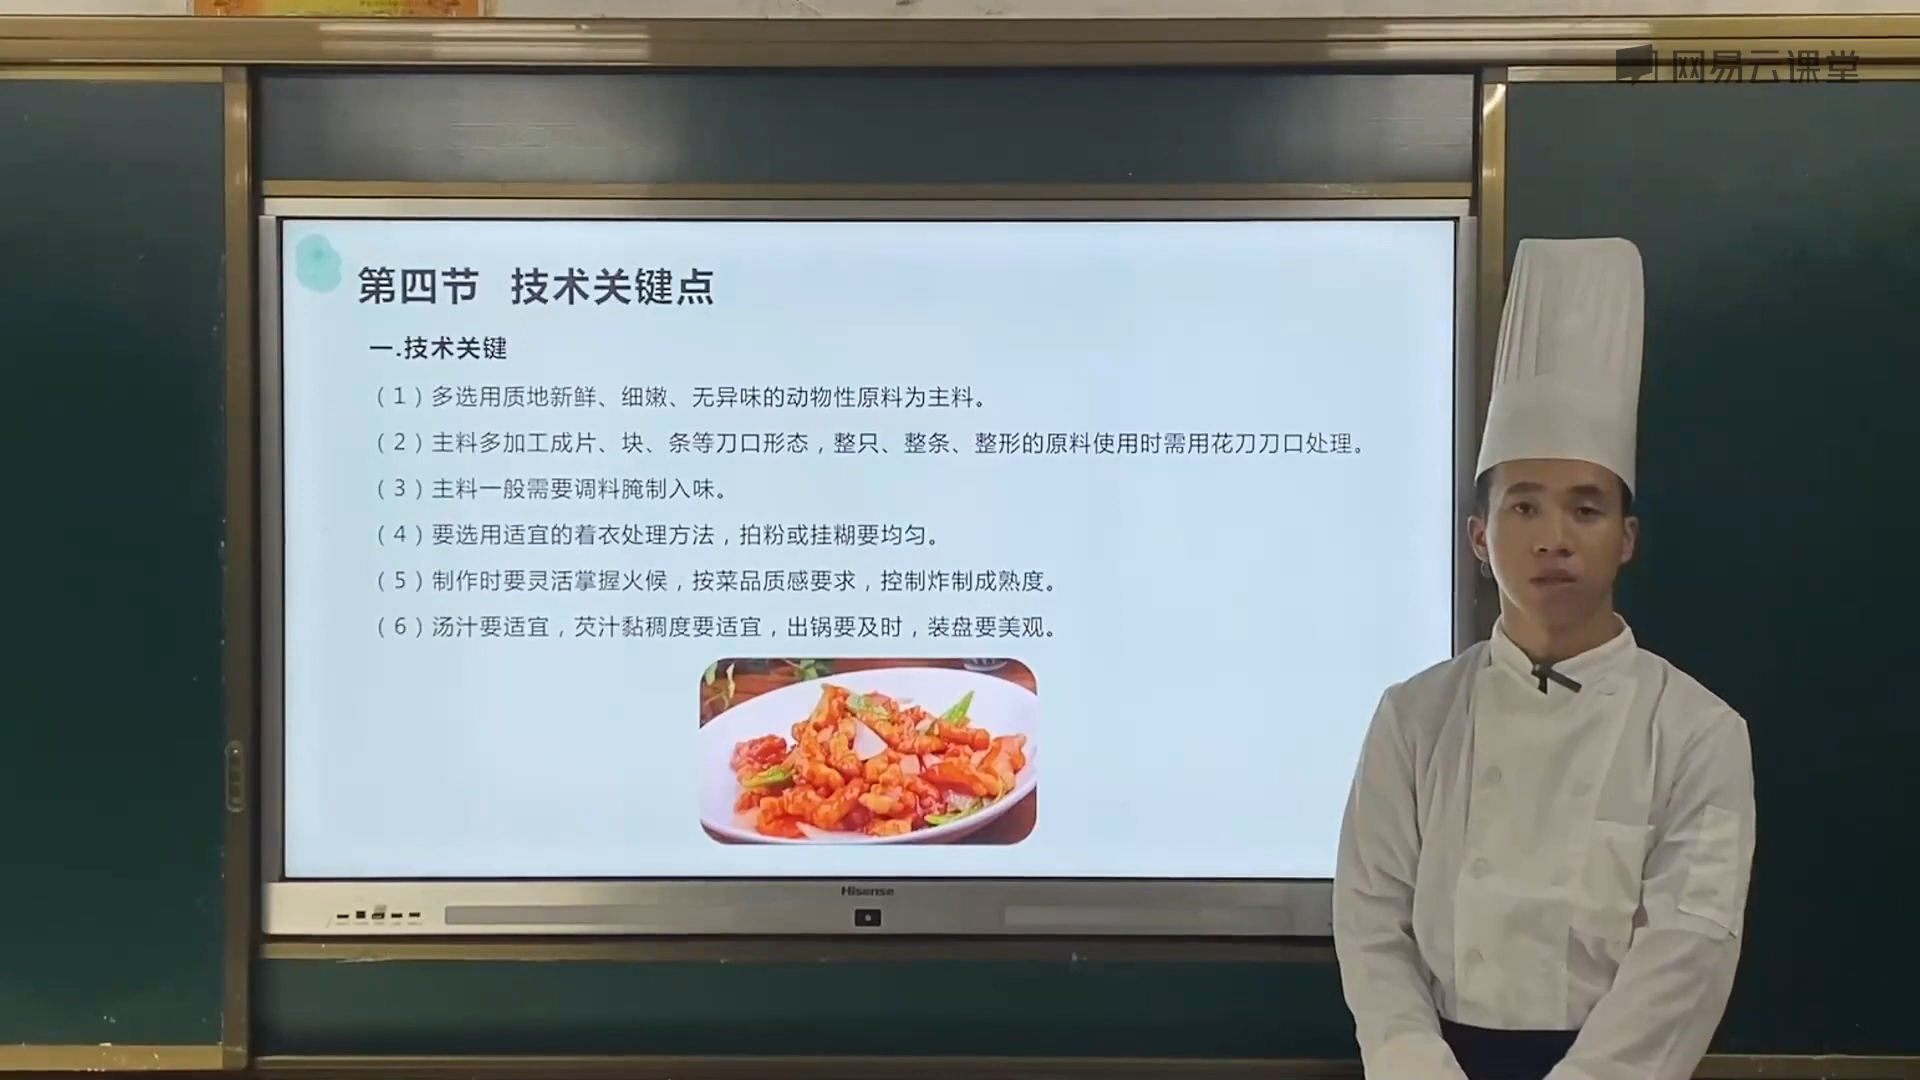 网易云课堂
第四节 技术关键点
一.技术关键
（1）多选用质地新鲜、细嫩、无异味的动物性原料为主料。
（2）主料多加工成片、块、条等刀口形态，整只、整条、整形的原料使用时需用花刀刀口处理。
（3）主料一般需要调料腌制入味。
（4）要选用适宜的着衣处理方法，拍粉或挂糊要均匀。
（5）制作时要灵活掌握火候，按菜品质感要求，控制炸制成熟度。
（6）汤汁要适宜，芡汁黏稠度要适宜，出锅要及时，装盘要美观。
Hisense